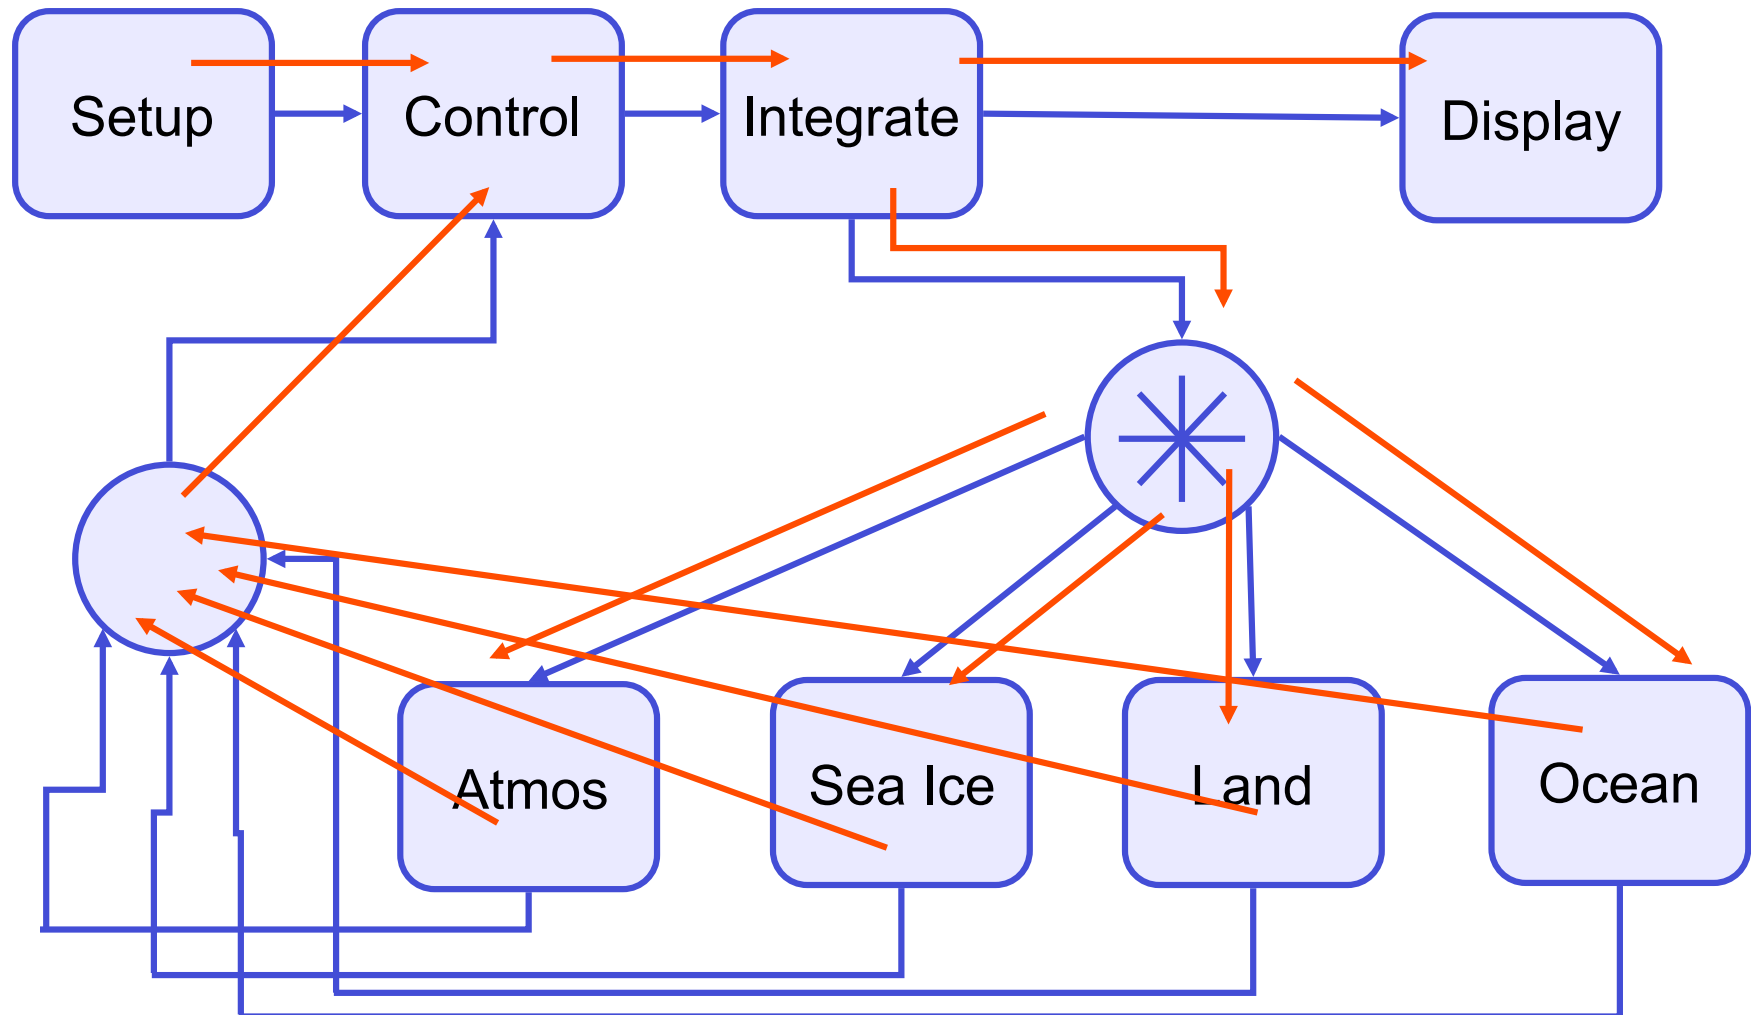 Setup
Control
Integrate
Display
Atmos
Sea Ice
Land
Ocean